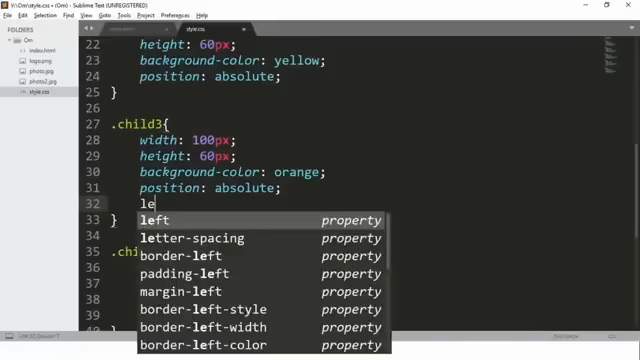 V:\Om\style.css (Om) - Sublime Text (UNREGISTERED)
File Edit Selection Find View Goto Tools Project Preferences Help
FOLDERS
Om
index.html
logo.png
photo.jpg
photo2.jpg
style.css
style.css
22 height: 60px;
23 background-color: yellow;
24 position: absolute;
25 }
27 .child3{
28 width: 100px;
29 height: 60px;
30 background-color: orange;
31 position: absolute;
32 le
33 }
left property
letter-spacing property
35 .chi
border-left property
padding-left property
margin-left property
border-left-style property
border-left-width property
border-left-color property
40 }